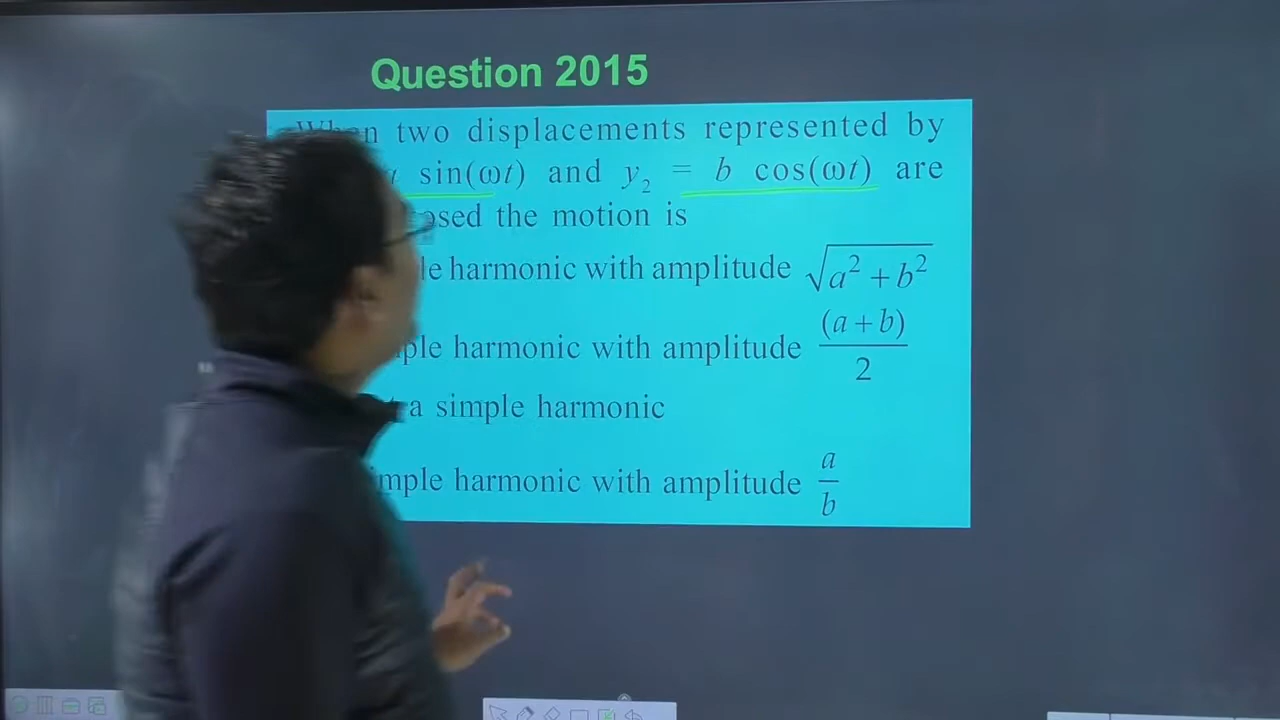 Question 2015
When two displacements represented by
sin(ωt) and y₂ = b cos(ωt) are
osed the motion is
le harmonic with amplitude √(a² + b²)
ple harmonic with amplitude (a + b)/2
a simple harmonic
mple harmonic with amplitude a/b